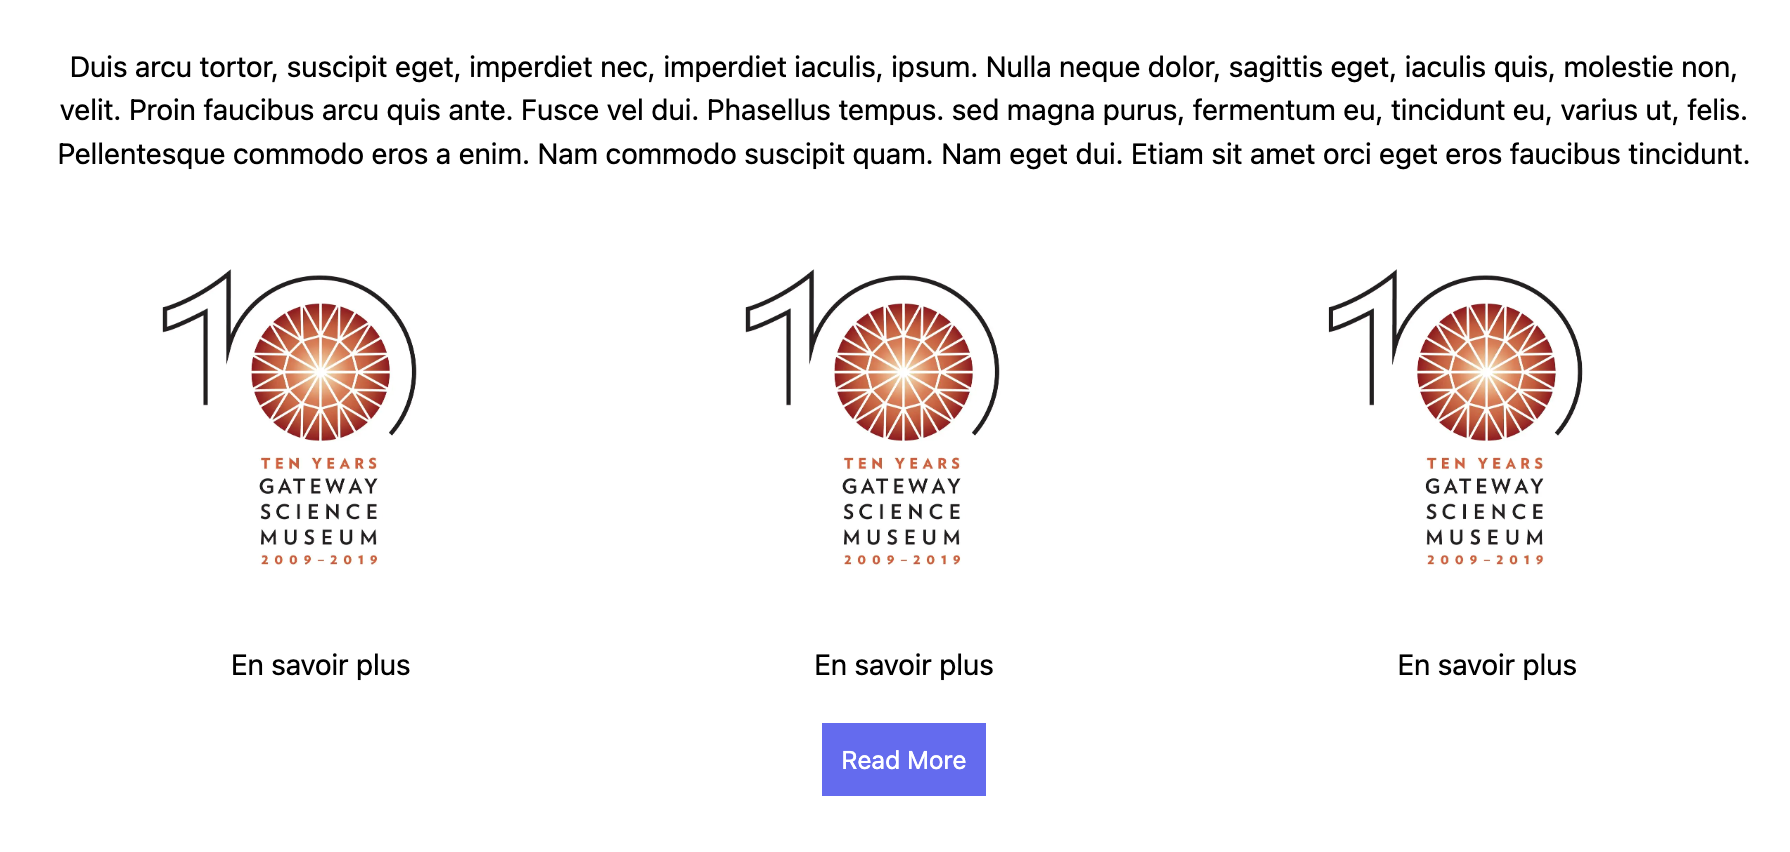 Duis arcu tortor, suscipit eget, imperdiet nec, imperdiet iaculis, ipsum. Nulla neque dolor, sagittis eget, iaculis quis, molestie non,
velit. Proin faucibus arcu quis ante. Fusce vel dui. Phasellus tempus. sed magna purus, fermentum eu, tincidunt eu, varius ut, felis.
Pellentesque commodo eros a enim. Nam commodo suscipit quam. Nam eget dui. Etiam sit amet orci eget eros faucibus tincidunt.
10
TEN YEARS
GATEWAY
SCIENCE
MUSEUM
2009–2019
En savoir plus
10
TEN YEARS
GATEWAY
SCIENCE
MUSEUM
2009–2019
En savoir plus
10
TEN YEARS
GATEWAY
SCIENCE
MUSEUM
2009–2019
En savoir plus
Read More